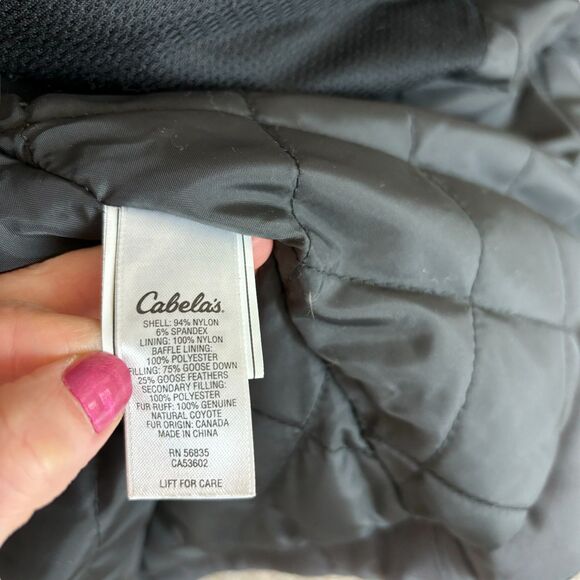 Cabela's
SHELL: 94% NYLON
6% SPANDEX
LINING: 100% NYLON
BAFFLE LINING:
100% POLYESTER
FILLING: 75% GOOSE DOWN
25% GOOSE FEATHERS
SECONDARY FILLING:
100% POLYESTER
FUR RUFF: 100% GENUINE
NATURAL COYOTE
FUR ORIGIN: CANADA
MADE IN CHINA
RN 56835
CA53602
LIFT FOR CARE